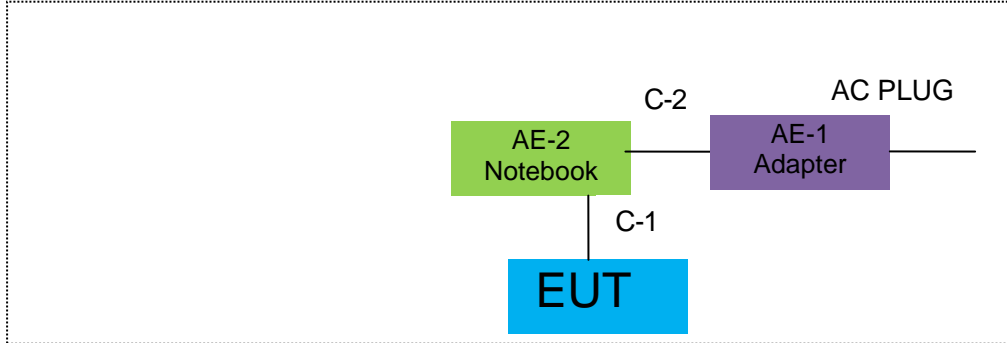 AC PLUG
C-2
AE-2
Notebook
AE-1
Adapter
C-1
EUT